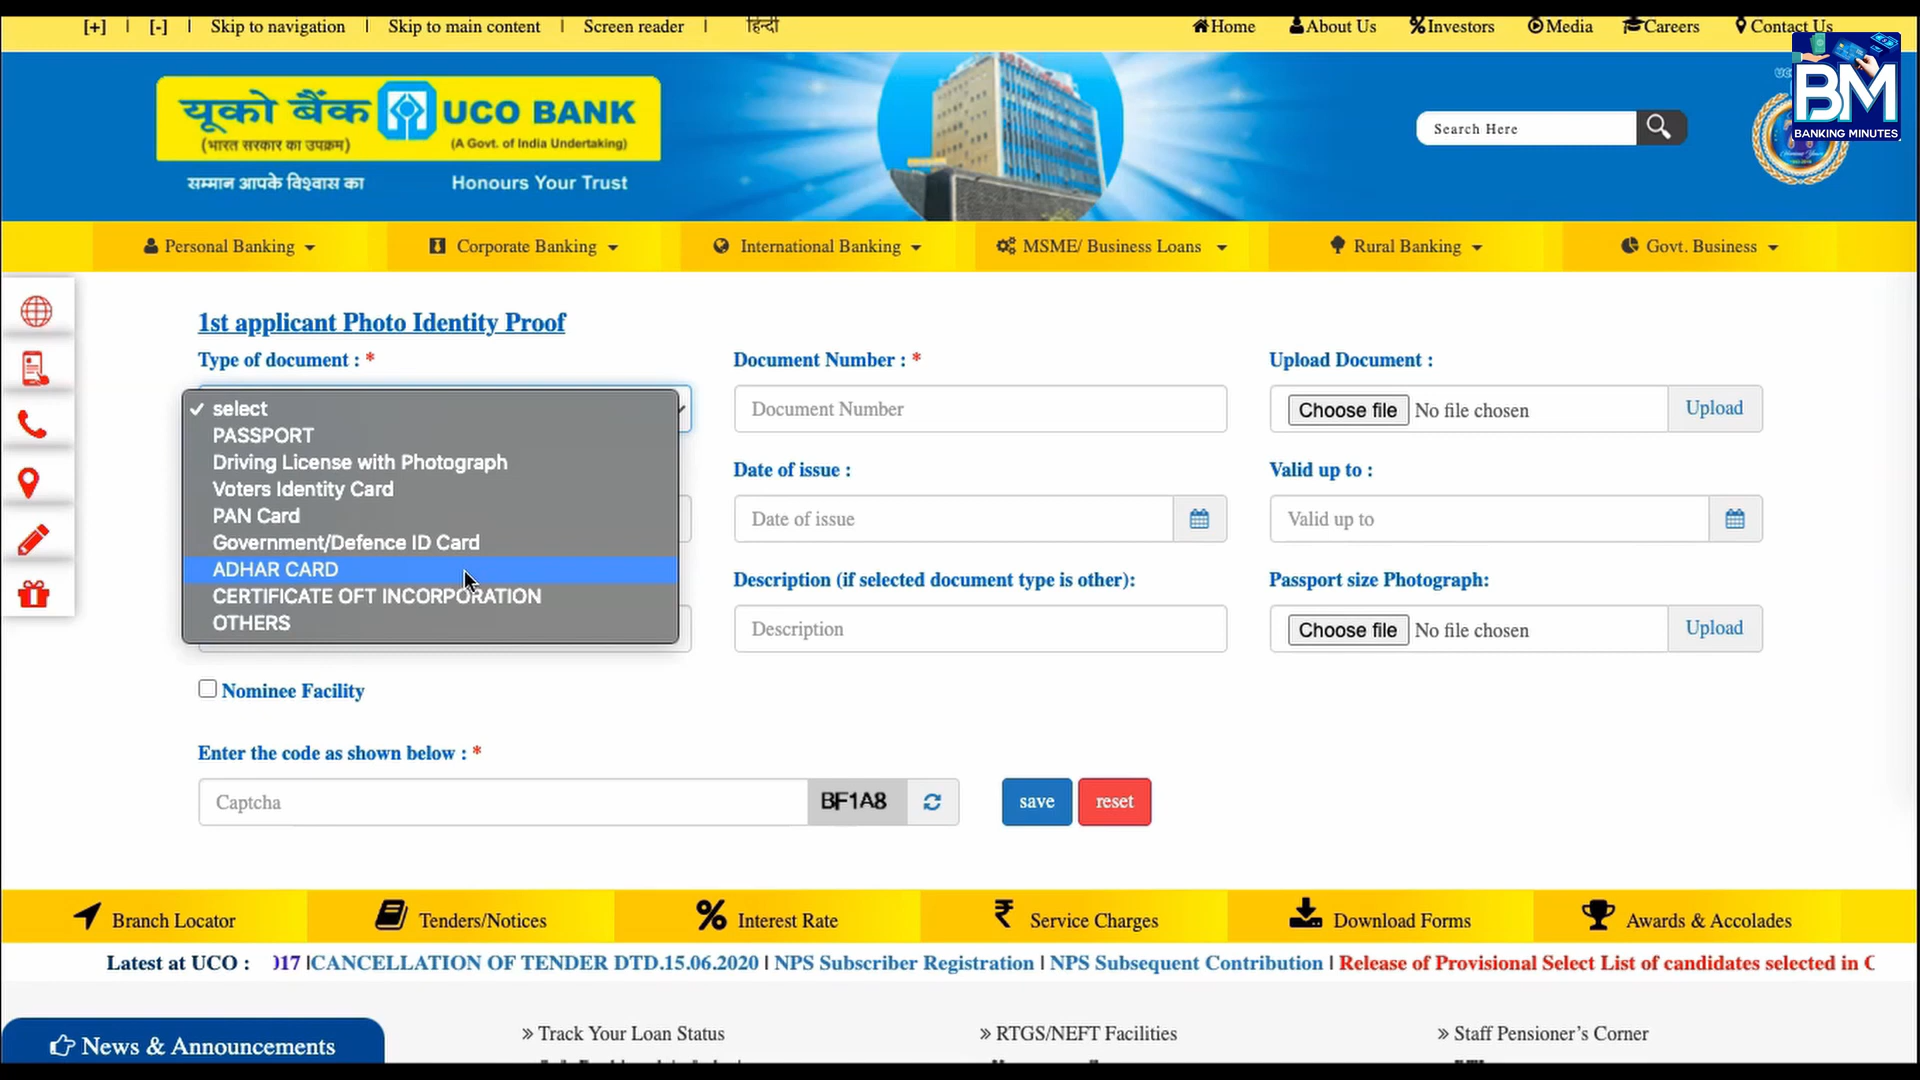 [+] | [-] | Skip to navigation | Skip to main content | Screen reader | हिन्दी Home About Us Investors Media Careers Contact Us
BM
BANKING MINUTES
यूको बैंक UCO BANK
(भारत सरकार का उपक्रम) (A Govt. of India Undertaking)
सम्मान आपके विश्वास का Honours Your Trust
Search Here
Personal Banking Corporate Banking International Banking MSME/ Business Loans Rural Banking Govt. Business
1st applicant Photo Identity Proof
Type of document : * Document Number : * Upload Document :
select
PASSPORT
Driving License with Photograph
Voters Identity Card
PAN Card
Government/Defence ID Card
ADHAR CARD
CERTIFICATE OFT INCORPORATION
OTHERS
Document Number Choose file No file chosen Upload
Date of issue : Valid up to :
Date of issue Valid up to
Description (if selected document type is other): Passport size Photograph:
Description Choose file No file chosen Upload
Nominee Facility
Enter the code as shown below : *
Captcha BF1A8 save reset
Branch Locator Tenders/Notices Interest Rate Service Charges Download Forms Awards & Accolades
Latest at UCO : )17 |CANCELLATION OF TENDER DTD.15.06.2020 | NPS Subscriber Registration | NPS Subsequent Contribution | Release of Provisional Select List of candidates selected in C
News & Announcements
» Track Your Loan Status » RTGS/NEFT Facilities » Staff Pensioner's Corner